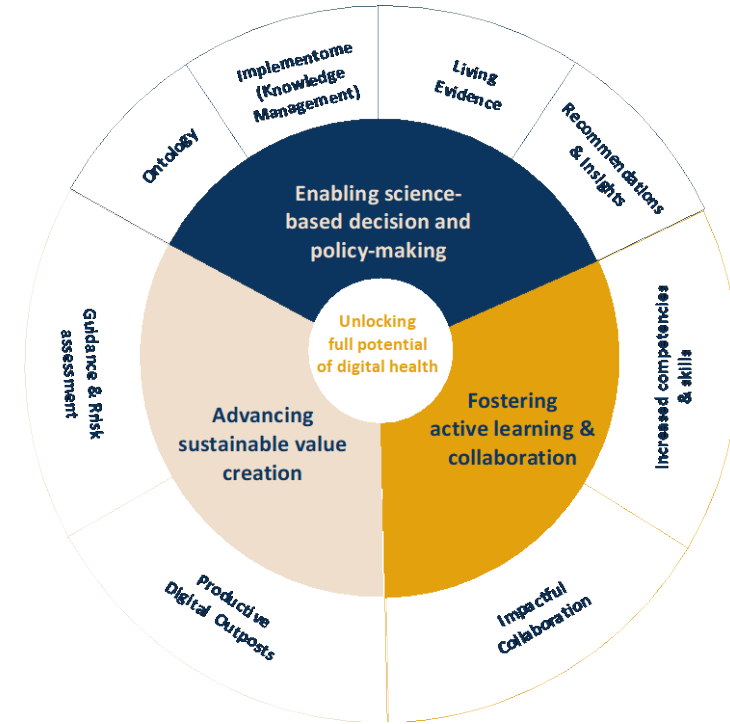 Implementome
(Knowledge
Management)
Living
Evidence
Recommendations
& Insights
Ontology
Enabling science-
based decision and
policy-making
Unlocking
full potential
of digital health
Guidance & Rrisk
assessment
Increased competencies
& skills
Advancing
sustainable value
creation
Fostering
active learning &
collaboration
Productive
Digital Outposts
Impactful
Collaboration